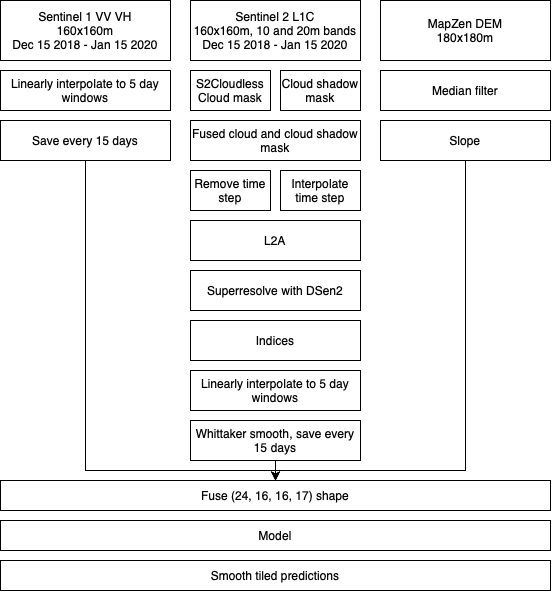 Sentinel 1 VV VH
160x160m
Dec 15 2018 - Jan 15 2020
Linearly interpolate to 5 day
windows
Save every 15 days
Sentinel 2 L1C
160x160m, 10 and 20m bands
Dec 15 2018 - Jan 15 2020
S2Cloudless
Cloud mask
Cloud shadow
mask
Fused cloud and cloud shadow
mask
Remove time
step
Interpolate
time step
L2A
Superresolve with DSen2
Indices
Linearly interpolate to 5 day
windows
Whittaker smooth, save every
15 days
MapZen DEM
180x180m
Median filter
Slope
Fuse (24, 16, 16, 17) shape
Model
Smooth tiled predictions